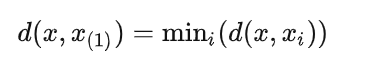 d(x, x_{(1)}) = min_i(d(x, x_i))